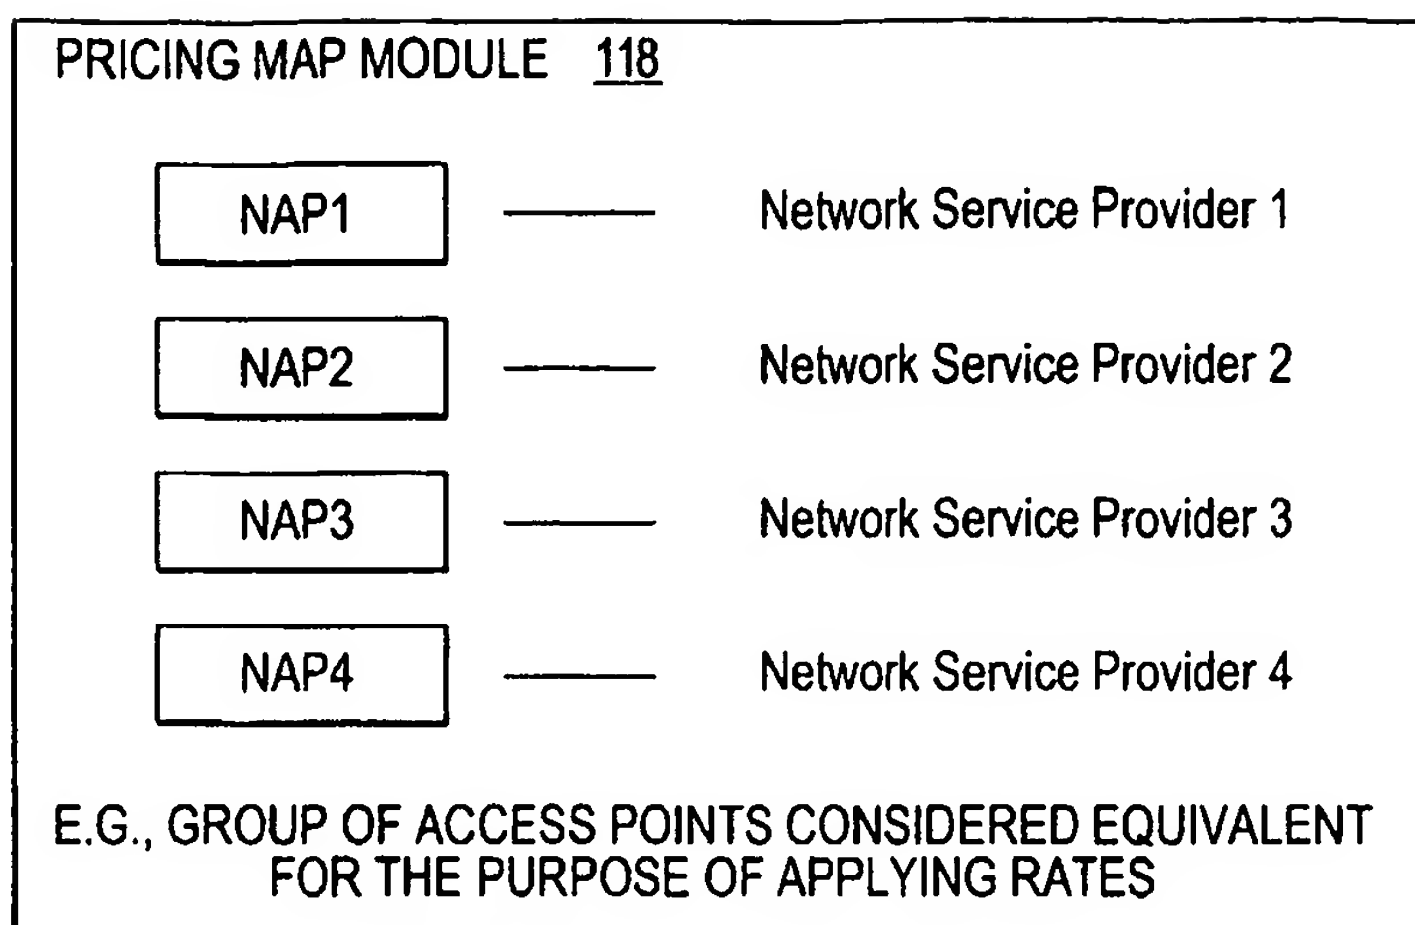 PRICING MAP MODULE 118
NAP1 Network Service Provider 1
NAP2 Network Service Provider 2
NAP3 Network Service Provider 3
NAP4 Network Service Provider 4
E.G., GROUP OF ACCESS POINTS CONSIDERED EQUIVALENT
FOR THE PURPOSE OF APPLYING RATES